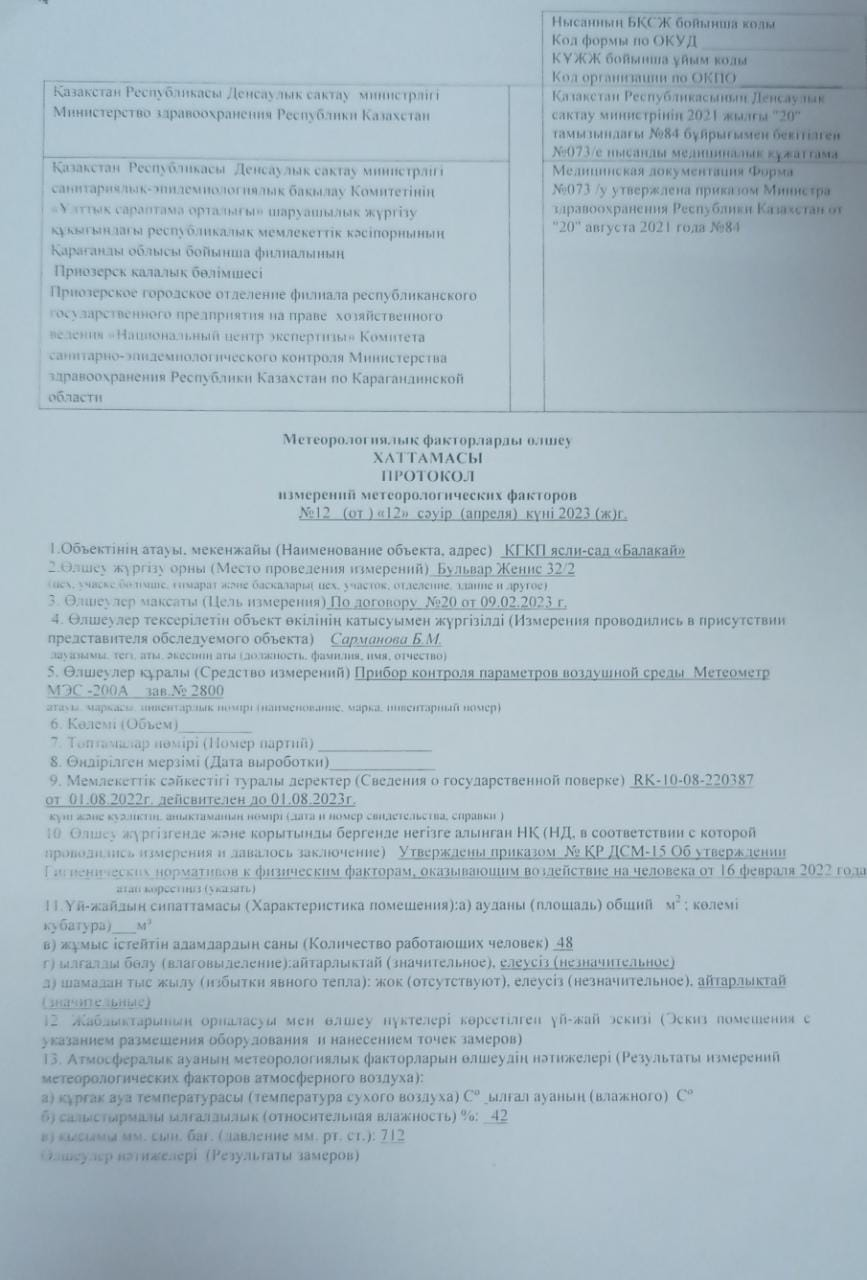 Нысанның БҚСЖ бойынша коды
Код формы по ОКУД
КҰЖЖ бойынша ұйым коды
Код организации по ОКПО
Қазақстан Республикасы Денсаулық сақтау министрлігі
Министерство здравоохранения Республики Казахстан
Қазақстан Республикасының Денсаулық
сақтау министрінің 2021 жылғы "20"
тамызындағы №84 бұйрығымен бекітілген
№073/е нысанды медициналық құжаттама
Қазақстан Республикасы Денсаулық сақтау министрлігі
санитариялық-эпидемиологиялық бақылау Комитетінің
«Ұлттық сараптама орталығы» шаруашылық жүргізу
құқығындағы республикалық мемлекеттік кәсіпорнының
Қарағанды облысы бойынша филиалының
Приозерск қалалық бөлімшесі
Приозерское городское отделение филиала республиканского
государственного предприятия на праве хозяйственного
ведения «Национальный центр экспертизы» Комитета
санитарно-эпидемиологического контроля Министерства
здравоохранения Республики Казахстан по Карагандинской
области
Медицинская документация Форма
№073 /у утверждена приказом Министра
здравоохранения Республики Казахстан от
"20" августа 2021 года №84
Метеорологиялық факторларды өлшеу
ХАТТАМАСЫ
ПРОТОКОЛ
измерений метеорологических факторов
№12 (от ) «12» сәуір (апреля) күні 2023 (ж)г.
1.Объектінің атауы, мекенжайы (Наименование объекта, адрес) КГКП ясли-сад «Балакай»
2.Өлшеу жүргізу орны (Место проведения измерений) Бульвар Женис 32/2
(цех, учаске бөлімше, ғимарат және басқалары( цех, участок, отделение, здание и другое)
3. Өлшеулер мақсаты (Цель измерения) По договору №20 от 09.02.2023 г.
4. Өлшеулер тексерілетін объект өкілінің қатысуымен жүргізілді (Измерения проводились в присутствии
представителя обследуемого объекта) Сарманова Б.М.
лауазымы, тегі, аты, әкесінің аты (должность, фамилия, имя, отчество)
5. Өлшеулер құралы (Средство измерений) Прибор контроля параметров воздушной среды Метеометр
МЭС -200А зав.№ 2800
атауы, маркасы, инвентарлық нөмірі (наименование, марка, инвентарный номер)
6. Көлемі (Объем)
7. Топтамалар нөмірі (Номер партий)
8. Өндірілген мерзімі (Дата выроботки)
9. Мемлекеттік сәйкестігі туралы деректер (Сведения о государственной поверке) RK-10-08-220387
от 01.08.2022г. дейсвителен до 01.08.2023г.
күні және куәліктің, анықтаманың нөмірі (дата и номер свидетельства, справки )
10 Өлшеу жүргізгенде және қорытынды бергенде негізге алынған НҚ (НД, в соответствии с которой
проводились измерения и давалось заключение) Утверждены приказом № ҚР ДСМ-15 Об утверждении
Гигиенических нормативов к физическим факторам, оказывающим воздействие на человека от 16 февраля 2022 года
атап көрсетіңіз (указать)
11.Үй-жайдың сипаттамасы (Характеристика помещения):а) ауданы (площадь) общий м²; көлемі
кубатура)___м³
в) жұмыс істейтін адамдардың саны (Количество работающих человек) 48
г) ылғалды бөлу (влаговыделение):айтарлықтай (значительное), елеусіз (незначительное)
д) шамадан тыс жылу (избытки явного тепла): жоқ (отсутствуют), елеусіз (незначительное), айтарлықтай
(значительные)
12 Жабдықтарының орналасуы мен өлшеу нүктелері көрсетілген үй-жай эскизі (Эскиз помещения с
указанием размещения оборудования и нанесением точек замеров)
13. Атмосфералық ауаның метеорологиялық факторларын өлшеудің нәтижелері (Результаты измерений
метеорологических факторов атмосферного воздуха):
а) құрғақ ауа температурасы (температура сухого воздуха) С° ылғал ауаның (влажного) С°
б) салыстырмалы ылғалдылық (относительная влажность) %: 42
в) қысымы мм. сын. бағ. (давление мм. рт. ст.): 712
Өлшеулер нәтижелері (Результаты замеров)